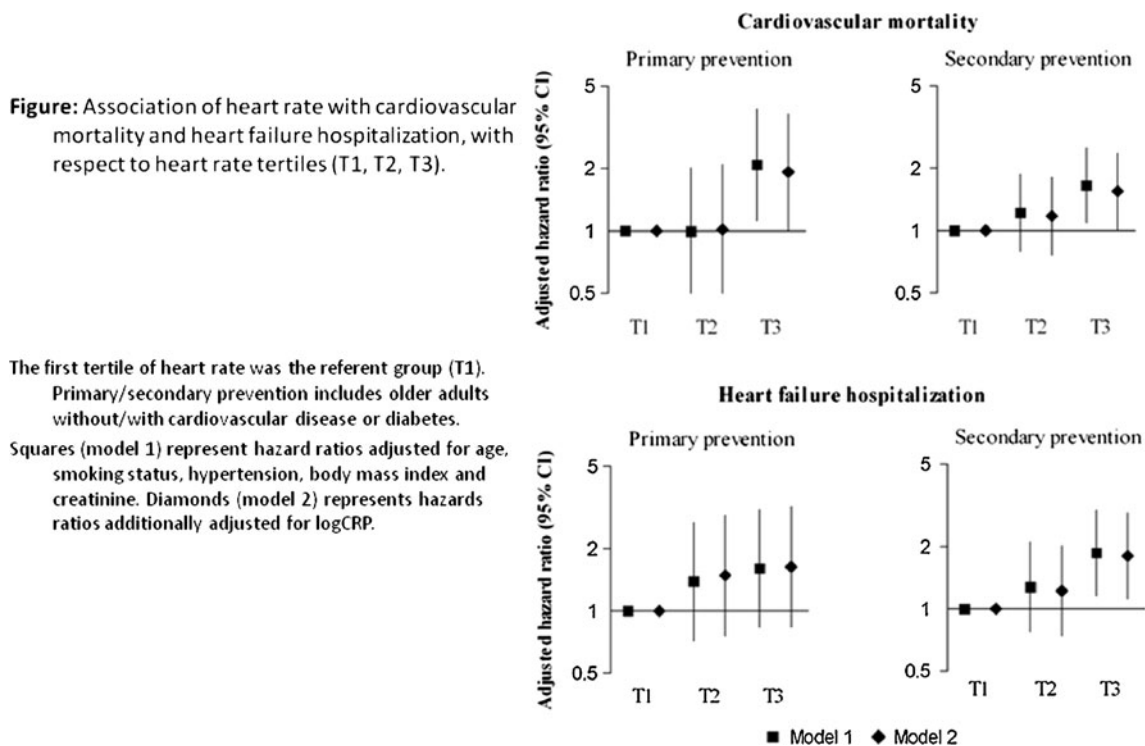 Figure: Association of heart rate with cardiovascular
mortality and heart failure hospitalization, with
respect to heart rate tertiles (T1, T2, T3).
The first tertile of heart rate was the referent group (T1).
Primary/secondary prevention includes older adults
without/with cardiovascular disease or diabetes.
Squares (model 1) represent hazard ratios adjusted for age,
smoking status, hypertension, body mass index and
creatinine. Diamonds (model 2) represents hazards
ratios additionally adjusted for logCRP.
Cardiovascular mortality
Primary prevention
Adjusted hazard ratio (95% CI)
5
2
1
0.5
T1 T2 T3
Secondary prevention
5
2
1
0.5
T1 T2 T3
Heart failure hospitalization
Primary prevention
Adjusted hazard ratio (95% CI)
5
2
1
0.5
T1 T2 T3
Secondary prevention
5
2
1
0.5
T1 T2 T3
Model 1 Model 2